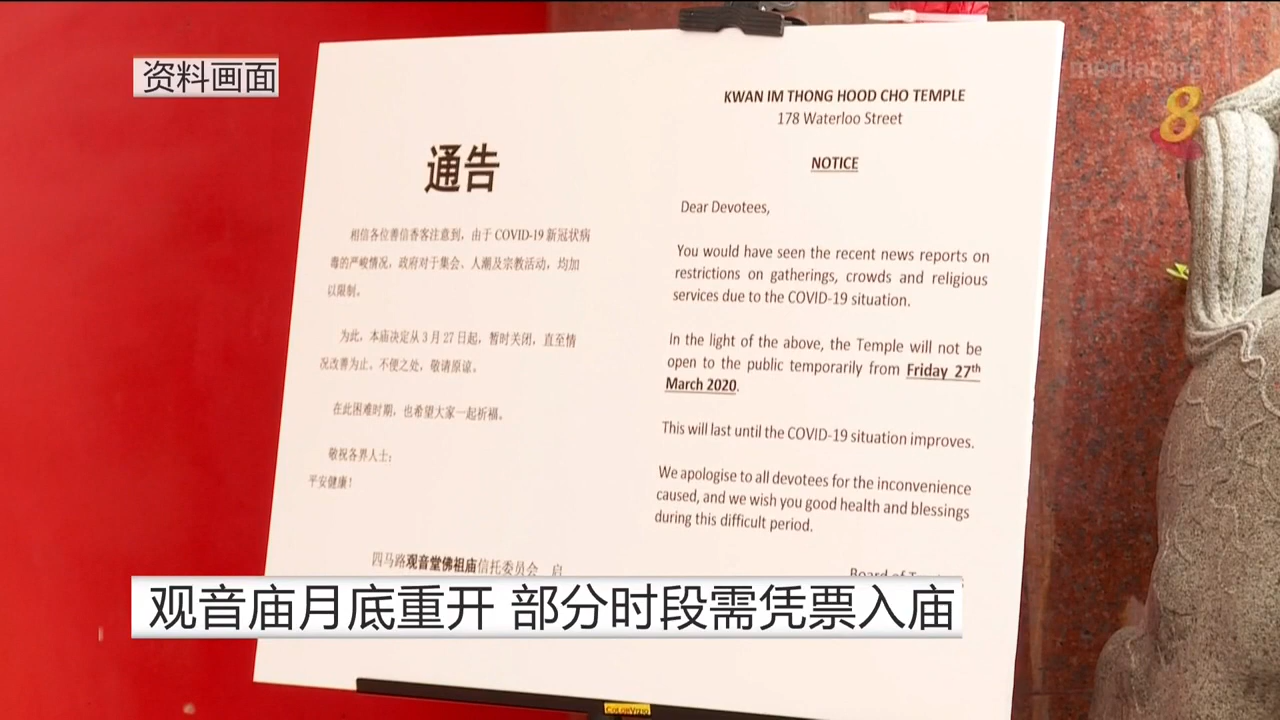 资料画面
mediacorp
8
通告
相信各位善信香客注意到，由于 COVID-19 新冠状病
毒的严峻情况，政府对于集会、人潮及宗教活动，均加
以限制。
为此，本庙决定从 3 月 27 日起，暂时关闭，直至情
况改善为止。不便之处，敬请原谅。
在此困难时期，也希望大家一起祈福。
敬祝各界人士：
平安健康！
四马路观音堂佛祖庙信托委员会 启
KWAN IM THONG HOOD CHO TEMPLE
178 Waterloo Street
NOTICE
Dear Devotees,
You would have seen the recent news reports on
restrictions on gatherings, crowds and religious
services due to the COVID-19 situation.
In the light of the above, the Temple will not be
open to the public temporarily from Friday 27th
March 2020.
This will last until the COVID-19 situation improves.
We apologise to all devotees for the inconvenience
caused, and we wish you good health and blessings
during this difficult period.
Board of
观音庙月底重开 部分时段需凭票入庙
COLORVIZIO